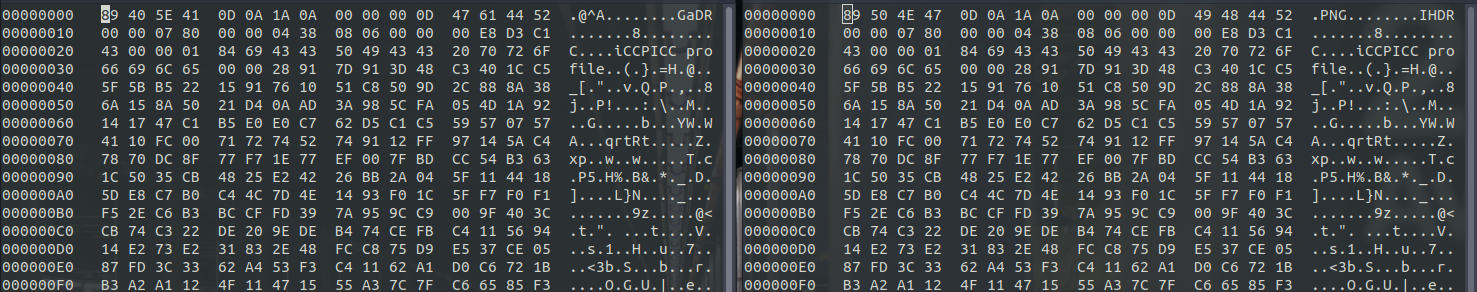 00000000 89 40 5E 41 0D 0A 1A 0A 00 00 00 0D 47 61 44 52 .@^A........GaDR
00000010 00 00 07 80 00 00 04 38 08 06 00 00 00 E8 D3 C1 .......8........
00000020 43 00 00 01 84 69 43 43 50 49 43 43 20 70 72 6F C....iCCPICC pro
00000030 66 69 6C 65 00 00 28 91 7D 91 3D 48 C3 40 1C C5 file..(.}.=H.@..
00000040 5F 5B B5 22 15 91 76 10 51 C8 50 9D 2C 88 8A 38 _[."..v.Q.P.,..8
00000050 6A 15 8A 50 21 D4 0A AD 3A 98 5C FA 05 4D 1A 92 j..P!...:.\..M..
00000060 14 17 47 C1 B5 E0 E0 C7 62 D5 C1 C5 59 57 07 57 ..G.....b...YW.W
00000070 41 10 FC 00 71 72 74 52 74 91 12 FF 97 14 5A C4 A...qrtRt.....Z.
00000080 78 70 DC 8F 77 F7 1E 77 EF 00 7F BD CC 54 B3 63 xp..w..w.....T.c
00000090 1C 50 35 CB 48 25 E2 42 26 BB 2A 04 5F 11 44 18 .P5.H%.B&.*._.D.
000000A0 5D E8 C7 B0 C4 4C 7D 4E 14 93 F0 1C 5F F7 F0 F1 ]....L}N...._...
000000B0 F5 2E C6 B3 BC CF FD 39 7A 95 9C C9 00 9F 40 3C .......9z.....@<
000000C0 CB 74 C3 22 DE 20 9E DE B4 74 CE FB C4 11 56 94 .t.". ...t....V.
000000D0 14 E2 73 E2 31 83 2E 48 FC C8 75 D9 E5 37 CE 05 ..s.1..H..u..7..
000000E0 87 FD 3C 33 62 A4 53 F3 C4 11 62 A1 D0 C6 72 1B ..<3b.S...b...r.
000000F0 B3 A2 A1 12 4F 11 47 15 55 A3 7C 7F C6 65 85 F3 ....O.G.U.|..e..
00000000 89 50 4E 47 0D 0A 1A 0A 00 00 00 0D 49 48 44 52 .PNG........IHDR
00000010 00 00 07 80 00 00 04 38 08 06 00 00 00 E8 D3 C1 .......8........
00000020 43 00 00 01 84 69 43 43 50 49 43 43 20 70 72 6F C....iCCPICC pro
00000030 66 69 6C 65 00 00 28 91 7D 91 3D 48 C3 40 1C C5 file..(.}.=H.@..
00000040 5F 5B B5 22 15 91 76 10 51 C8 50 9D 2C 88 8A 38 _[."..v.Q.P.,..8
00000050 6A 15 8A 50 21 D4 0A AD 3A 98 5C FA 05 4D 1A 92 j..P!...:.\..M..
00000060 14 17 47 C1 B5 E0 E0 C7 62 D5 C1 C5 59 57 07 57 ..G.....b...YW.W
00000070 41 10 FC 00 71 72 74 52 74 91 12 FF 97 14 5A C4 A...qrtRt.....Z.
00000080 78 70 DC 8F 77 F7 1E 77 EF 00 7F BD CC 54 B3 63 xp..w..w.....T.c
00000090 1C 50 35 CB 48 25 E2 42 26 BB 2A 04 5F 11 44 18 .P5.H%.B&.*._.D.
000000A0 5D E8 C7 B0 C4 4C 7D 4E 14 93 F0 1C 5F F7 F0 F1 ]....L}N...._...
000000B0 F5 2E C6 B3 BC CF FD 39 7A 95 9C C9 00 9F 40 3C .......9z.....@<
000000C0 CB 74 C3 22 DE 20 9E DE B4 74 CE FB C4 11 56 94 .t.". ...t....V.
000000D0 14 E2 73 E2 31 83 2E 48 FC C8 75 D9 E5 37 CE 05 ..s.1..H..u..7..
000000E0 87 FD 3C 33 62 A4 53 F3 C4 11 62 A1 D0 C6 72 1B ..<3b.S...b...r.
000000F0 B3 A2 A1 12 4F 11 47 15 55 A3 7C 7F C6 65 85 F3 ....O.G.U.|..e..